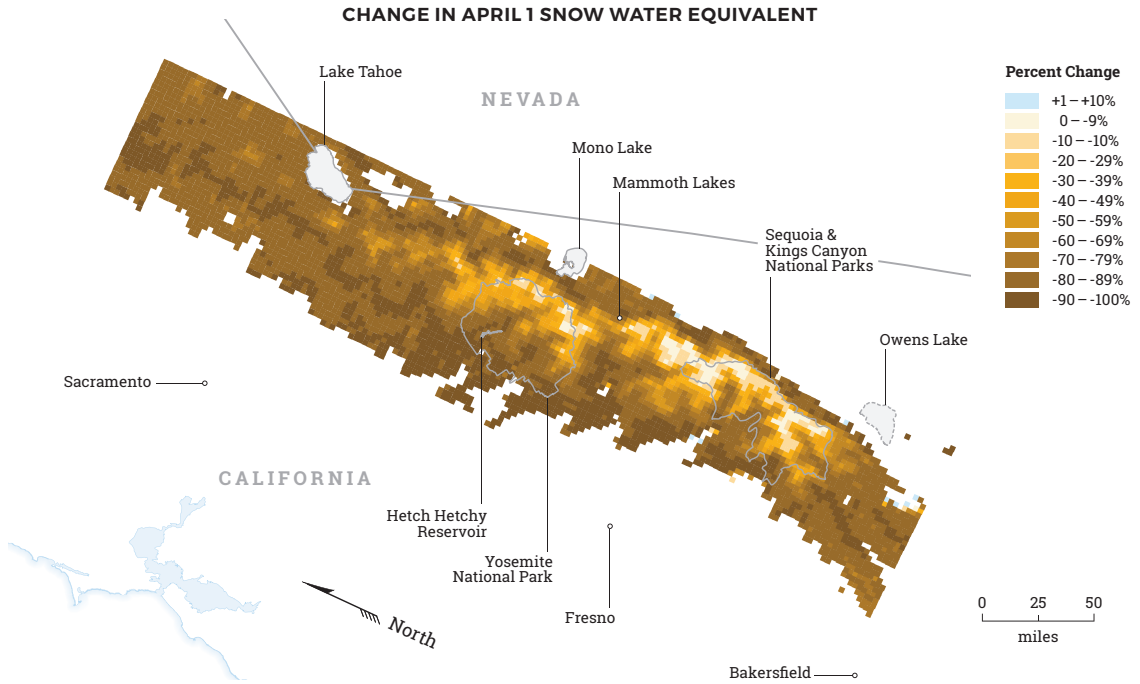 CHANGE IN APRIL 1 SNOW WATER EQUIVALENT
Lake Tahoe
NEVADA
Mono Lake
Mammoth Lakes
Sequoia &
Kings Canyon
National Parks
Owens Lake
Percent Change
+1 – +10%
0 – -9%
-10 – -10%
-20 – -29%
-30 – -39%
-40 – -49%
-50 – -59%
-60 – -69%
-70 – -79%
-80 – -89%
-90 – -100%
Sacramento
CALIFORNIA
Hetch Hetchy
Reservoir
Yosemite
National Park
Fresno
North
Bakersfield
0 25 50
miles